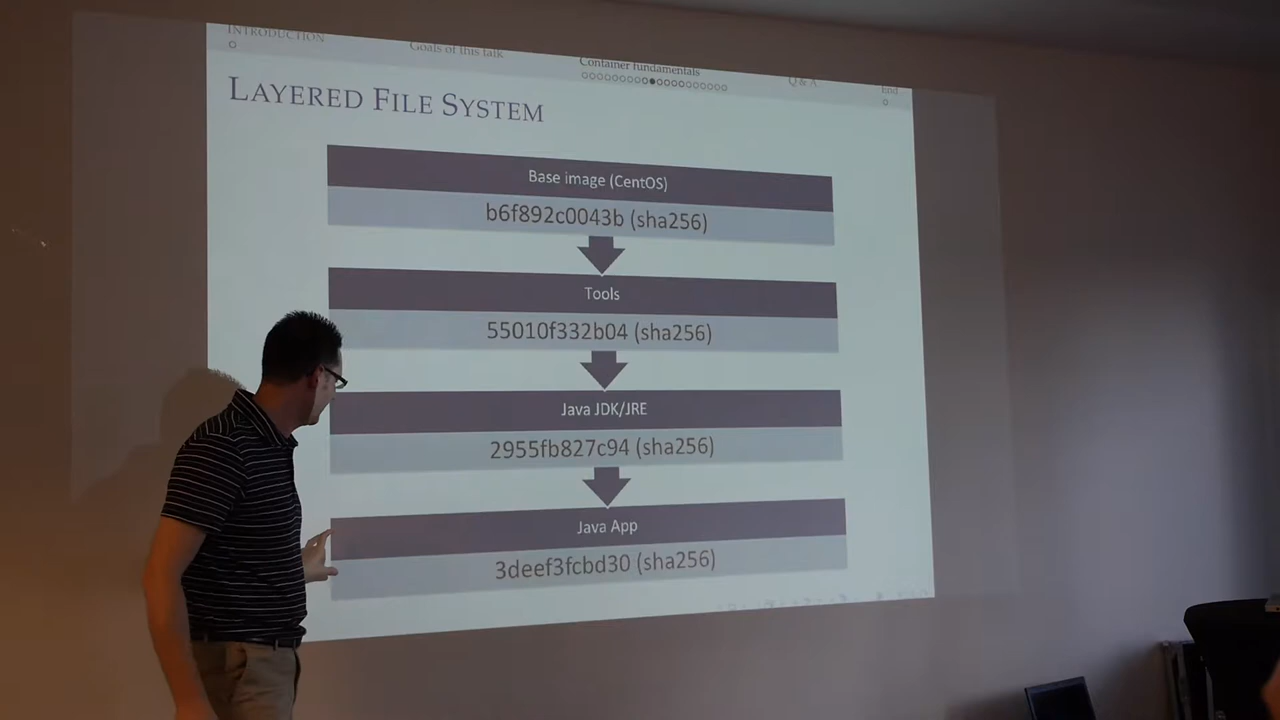 INTRODUCTION
Goals of this talk
Container fundamentals
Q & A
End
LAYERED FILE SYSTEM
Base image (CentOS)
b6f892c0043b (sha256)
Tools
55010f332b04 (sha256)
Java JDK/JRE
2955fb827c94 (sha256)
Java App
3deef3fcbd30 (sha256)